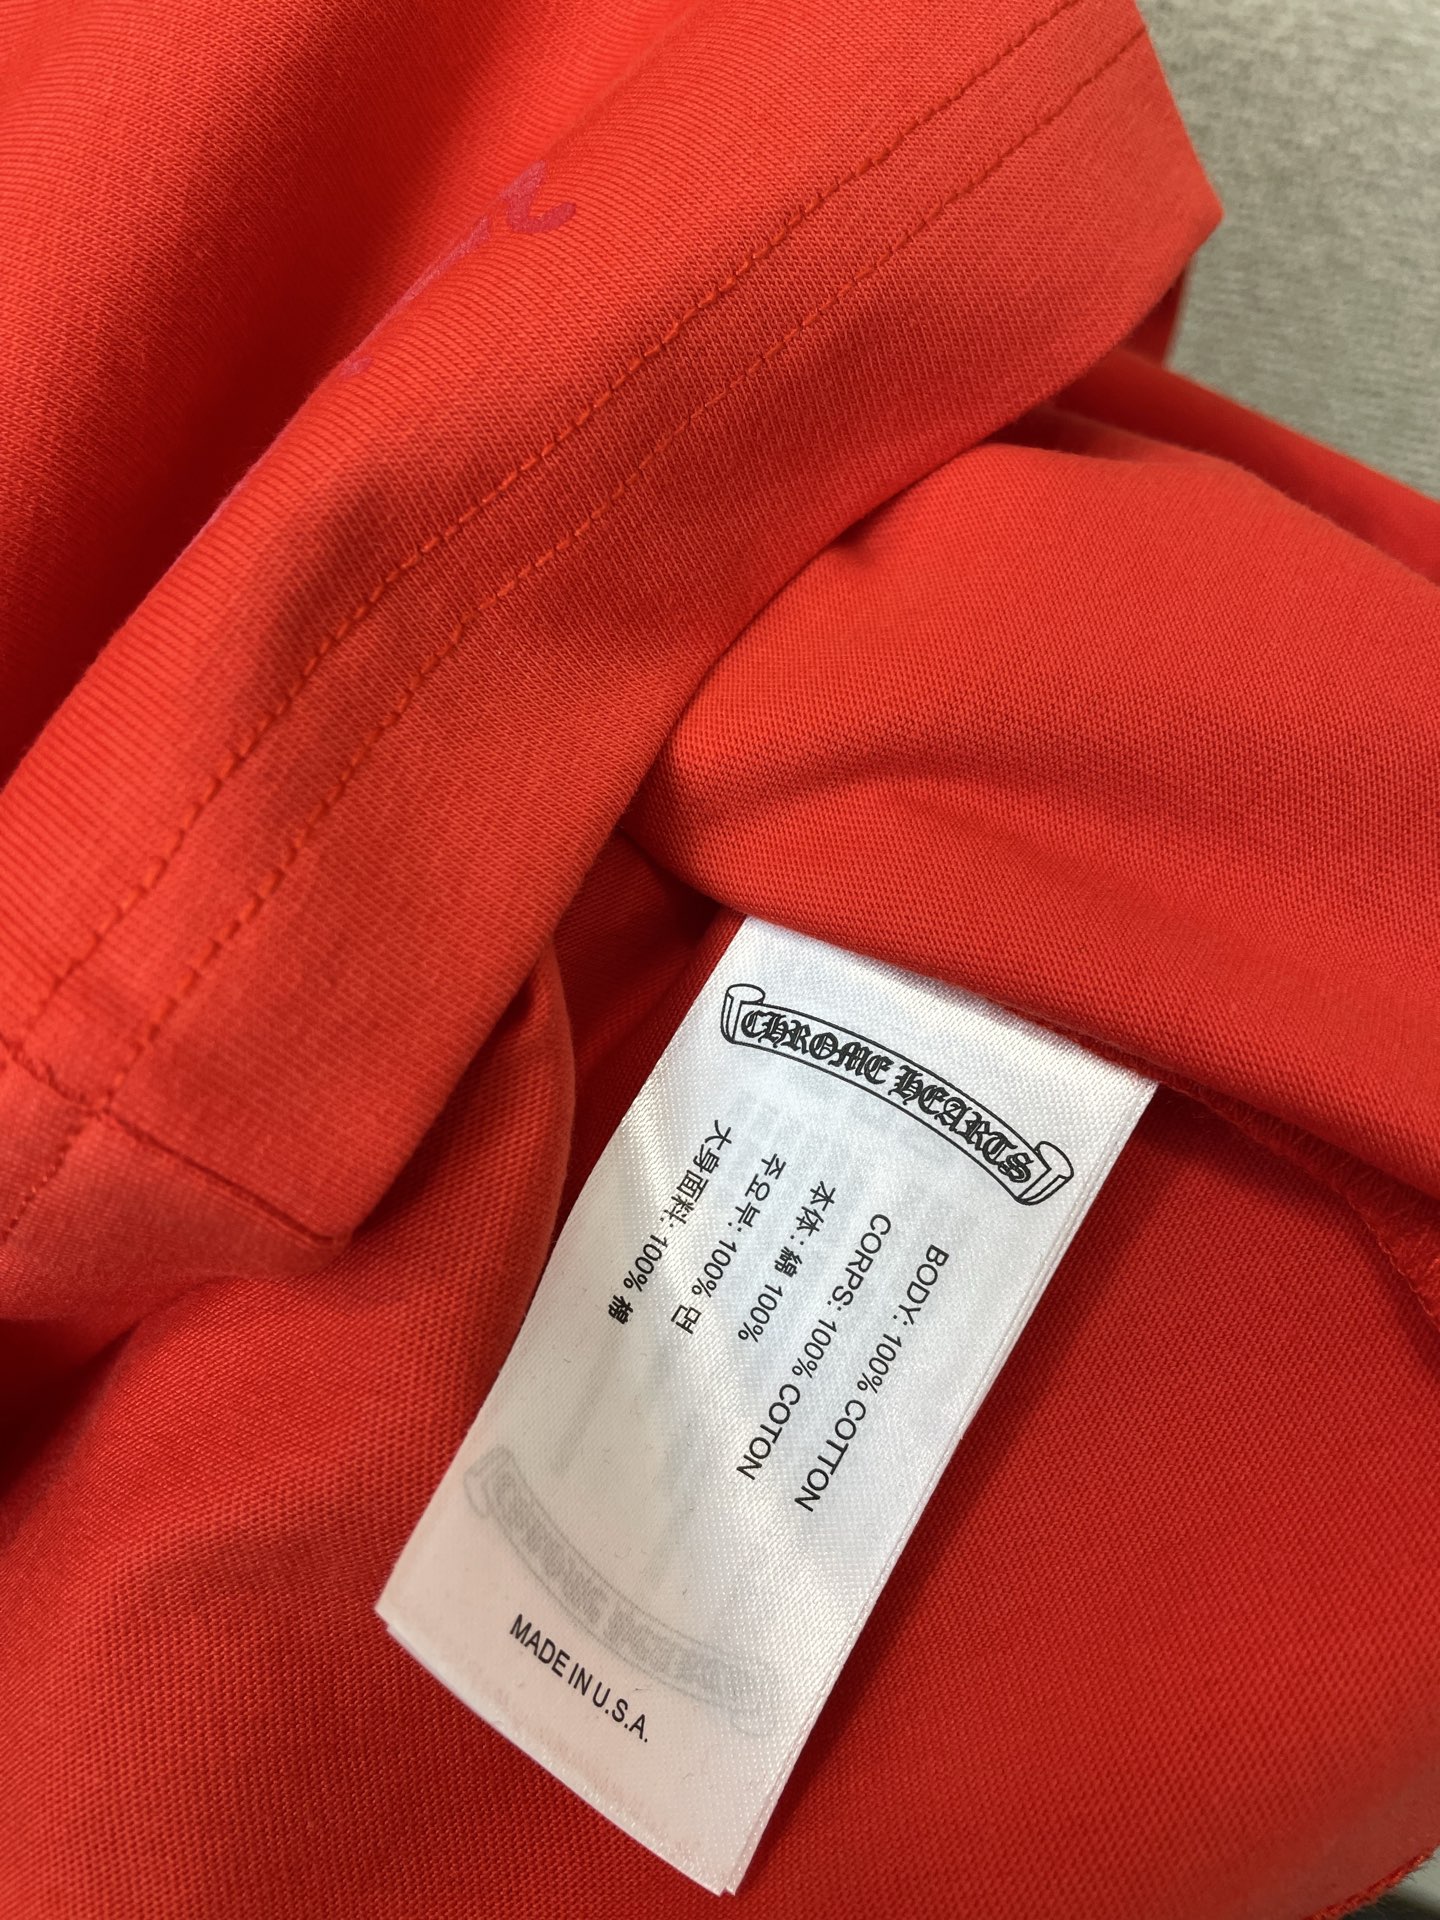 CHROME HEARTS
BODY: 100% COTTON
CORPS: 100% COTON
本体: 綿 100%
주요부: 100% 면
大身面料: 100% 棉
MADE IN U.S.A.